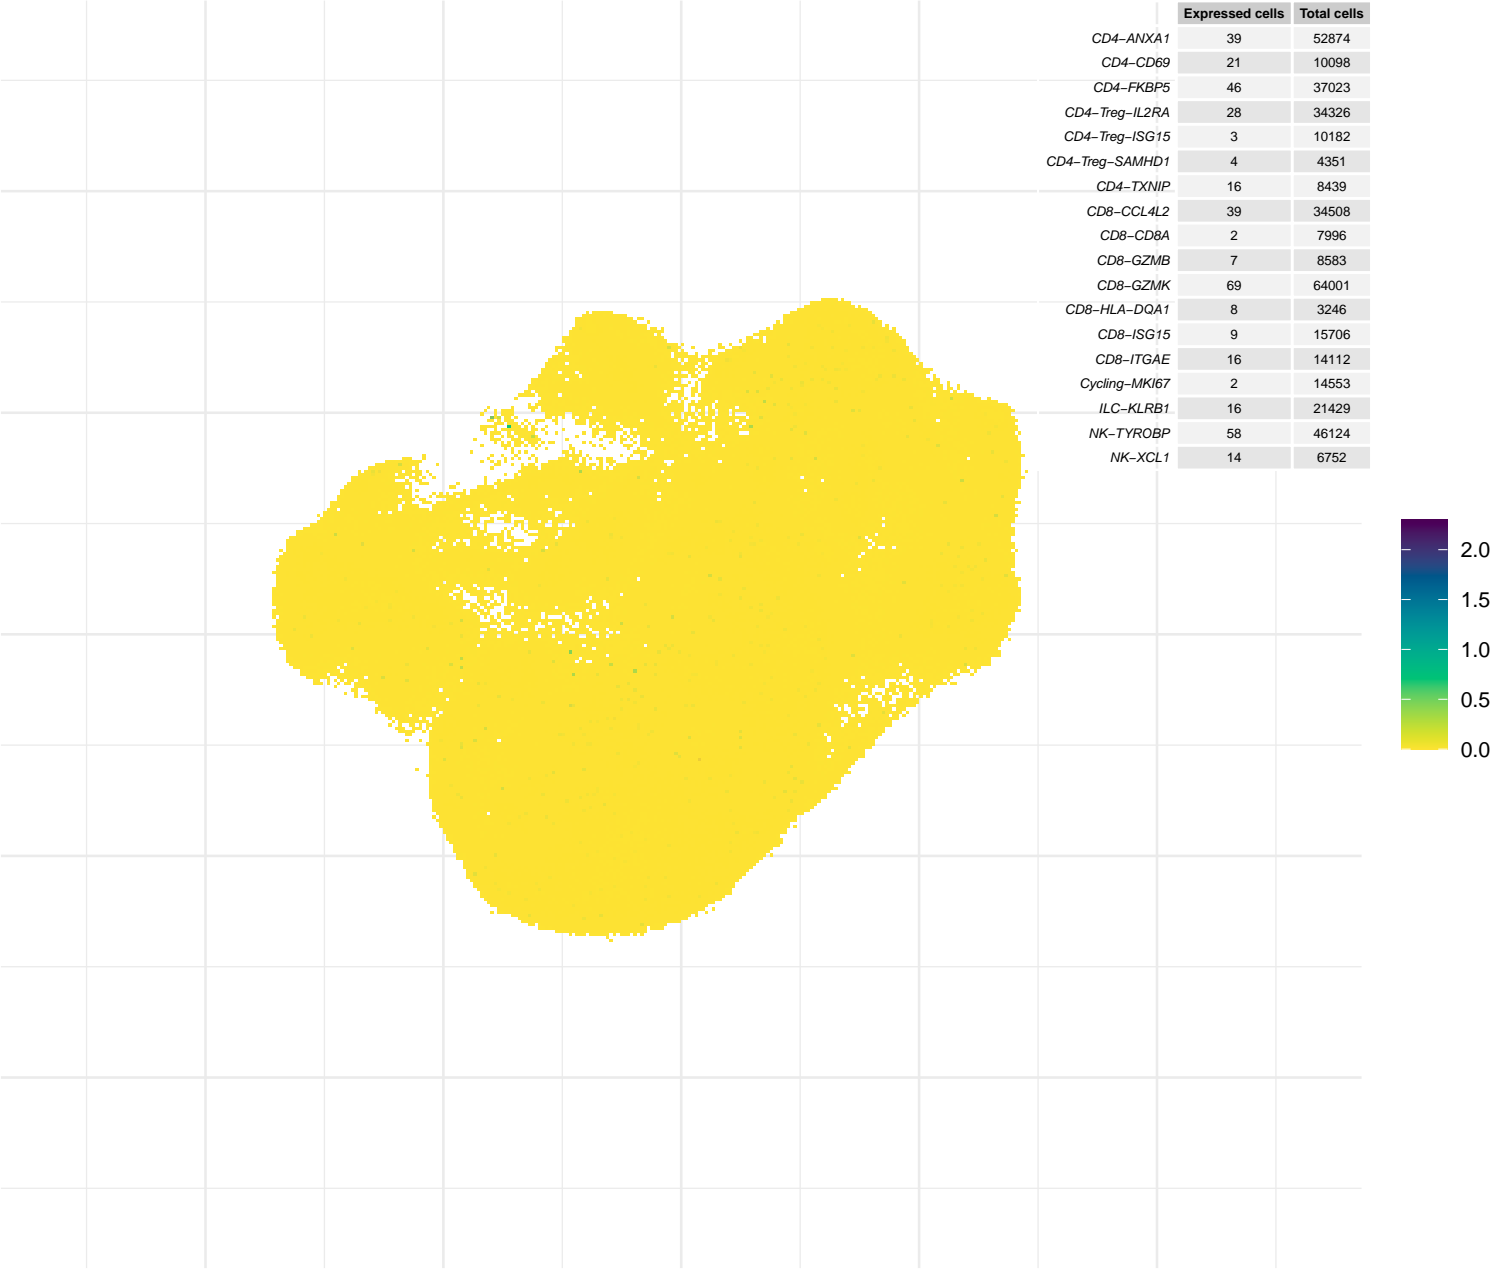 Expressed cells Total cells
CD4−ANXA1 39 52874
CD4−CD69 21 10098
CD4−FKBP5 46 37023
CD4−Treg−IL2RA 28 34326
CD4−Treg−ISG15 3 10182
CD4−Treg−SAMHD1 4 4351
CD4−TXNIP 16 8439
CD8−CCL4L2 39 34508
CD8−CD8A 2 7996
CD8−GZMB 7 8583
CD8−GZMK 69 64001
CD8−HLA−DQA1 8 3246
CD8−ISG15 9 15706
CD8−ITGAE 16 14112
Cycling−MKI67 2 14553
ILC−KLRB1 16 21429
NK−TYROBP 58 46124
NK−XCL1 14 6752
2.0
1.5
1.0
0.5
0.0